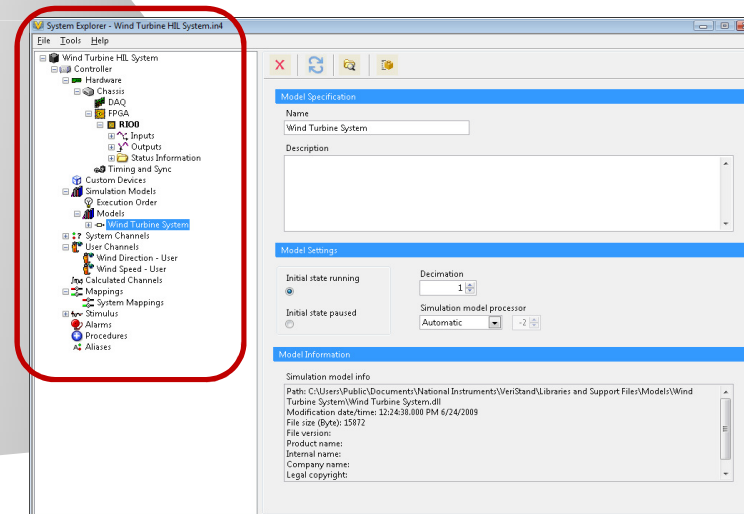 System Explorer - Wind Turbine HIL System.in4
File Tools Help
Wind Turbine HIL System
Controller
Hardware
Chassis
DAQ
FPGA
RIO0
Inputs
Outputs
Status Information
Timing and Sync
Custom Devices
Simulation Models
Execution Order
Models
Wind Turbine System
System Channels
User Channels
Wind Direction - User
Wind Speed - User
Calculated Channels
Mappings
System Mappings
Stimulus
Alarms
Procedures
Aliases
Model Specification
Name
Wind Turbine System
Description
Model Settings
Initial state running
Initial state paused
Decimation
1
Simulation model processor
Automatic
-2
Model Information
Simulation model info
Path: C:\Users\Public\Documents\National Instruments\VeriStand\Libraries and Support Files\Models\Wind
Turbine System\Wind Turbine System.dll
Modification date/time: 12:24:38.000 PM 6/24/2009
File size (Byte): 15872
File version:
Product name:
Internal name:
Company name:
Legal copyright: